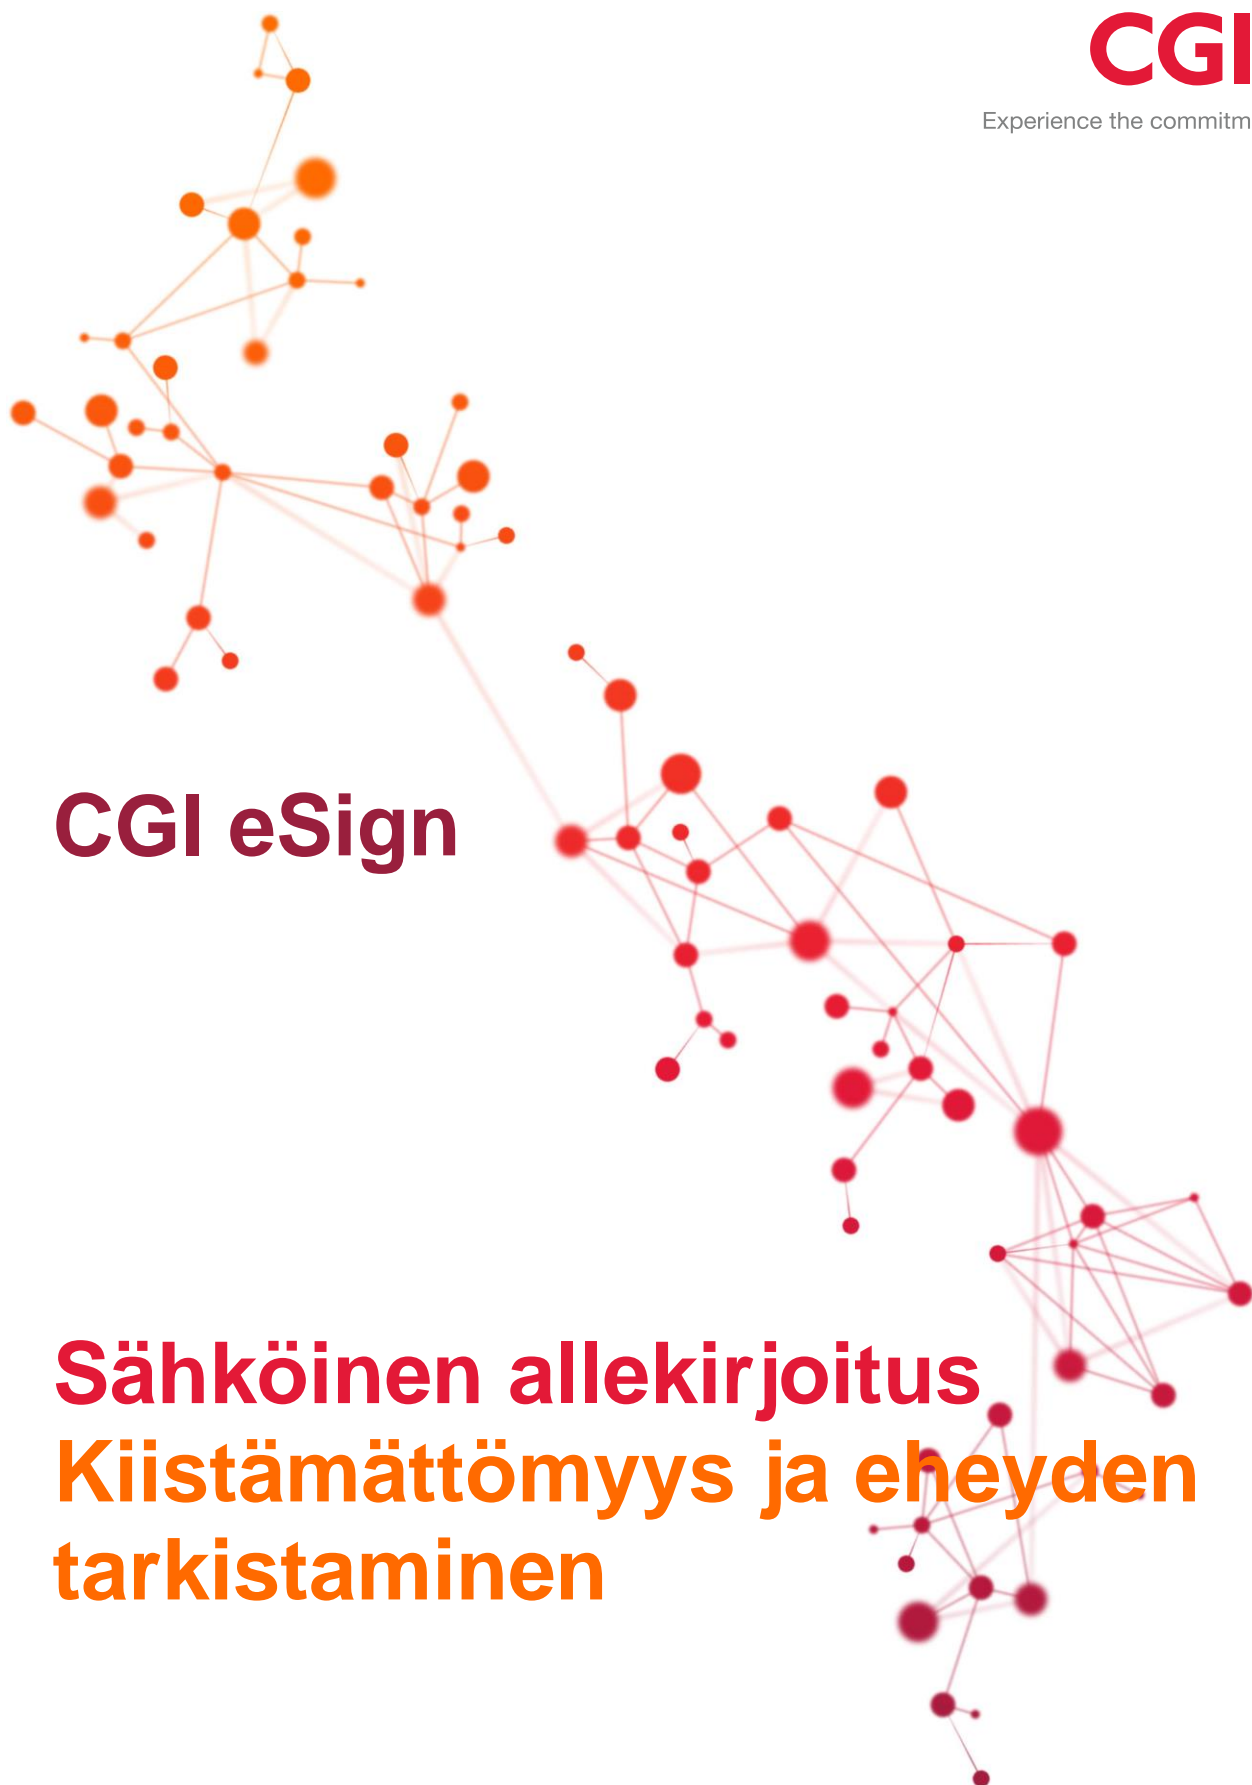 CGI
Experience the commitm
CGI eSign
Sähköinen allekirjoitus
Kiistämättömyys ja eheyden
tarkistaminen